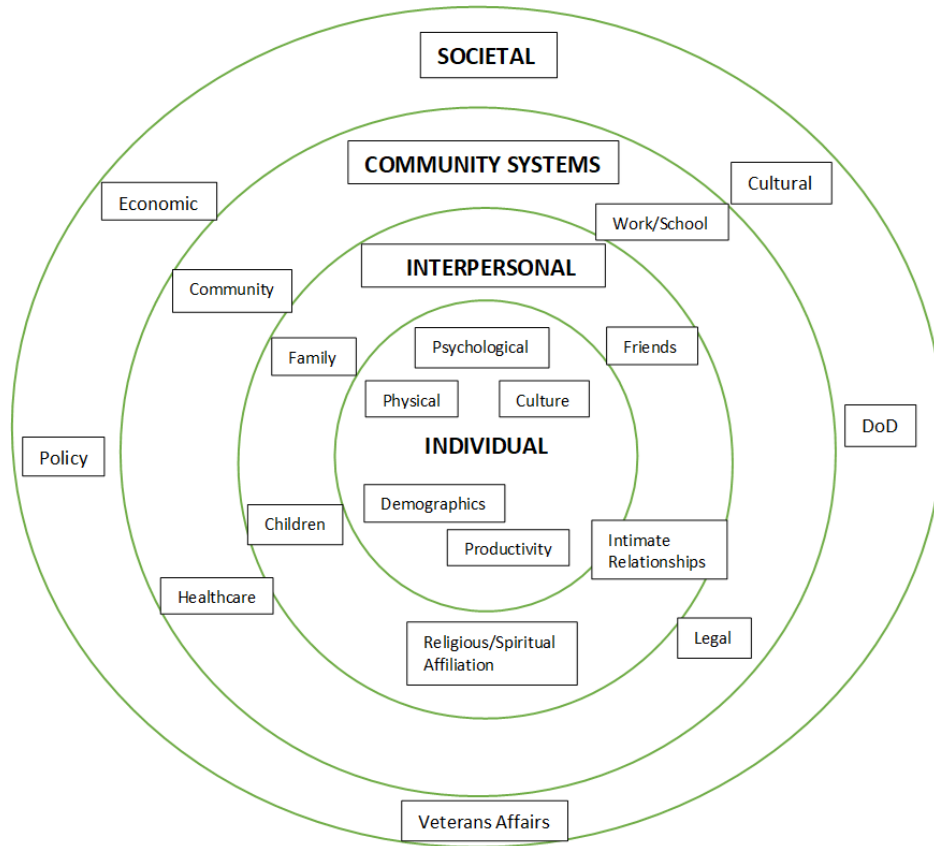 SOCIETAL
COMMUNITY SYSTEMS
Cultural
Economic
Work/School
INTERPERSONAL
Community
Psychological
Friends
Family
Physical
Culture
DoD
INDIVIDUAL
Policy
Demographics
Children
Productivity
Intimate
Relationships
Healthcare
Religious/Spiritual
Affiliation
Legal
Veterans Affairs